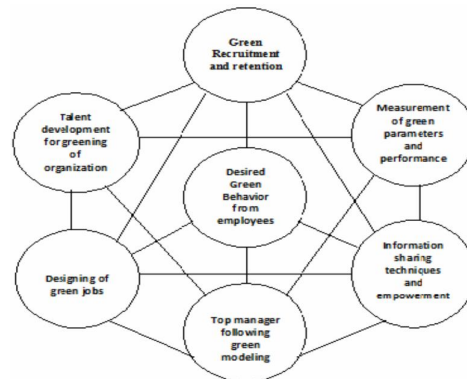 Green
Recruitment
and retention
Talent
development
for greening of
organization
Measurement
of green
parameters
and
performance
Desired
Green
Behavior
from
employees
Designing of
green jobs
Information
sharing
techniques
and
empowerment
Top manager
following
green
modeling